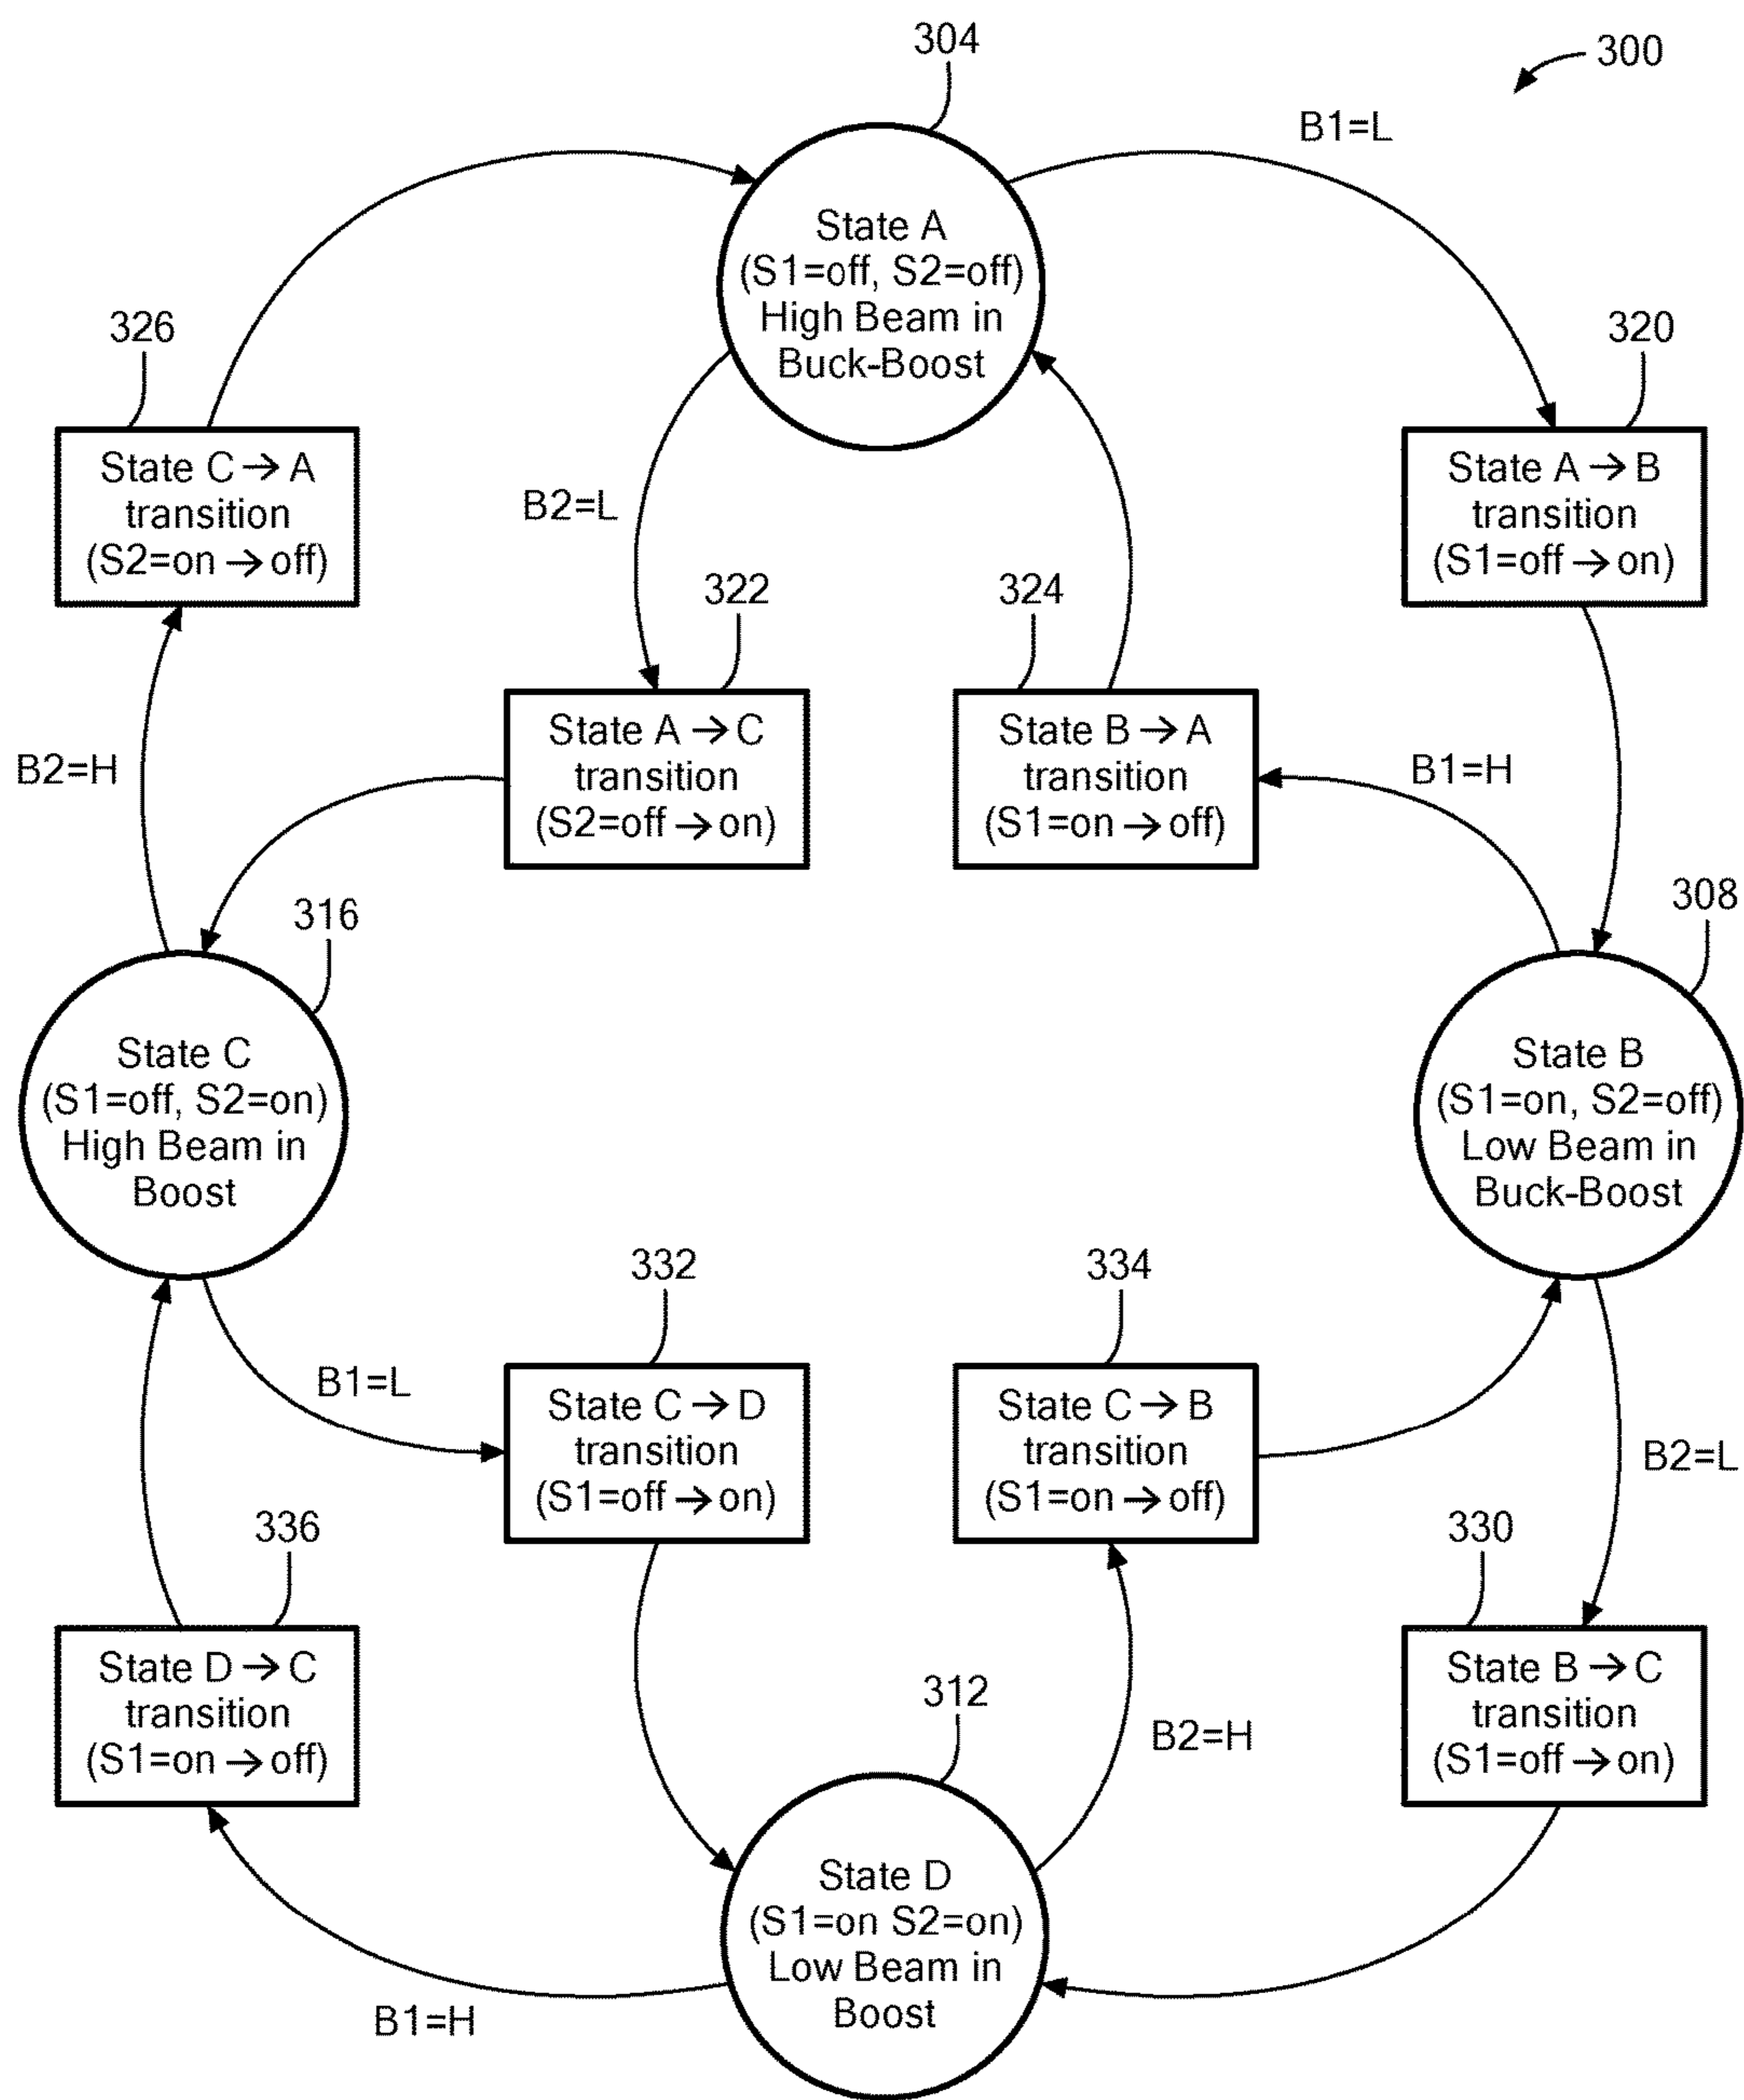 304
300
B1=L
State A
(S1=off, S2=off)
High Beam in
Buck-Boost
326
320
State C → A
transition
(S2=on → off)
B2=L
State A → B
transition
(S1=off → on)
322
324
B2=H
State A → C
transition
(S2=off → on)
State B → A
transition
(S1=on → off)
B1=H
316
308
State C
(S1=off, S2=on)
High Beam in
Boost
State B
(S1=on, S2=off)
Low Beam in
Buck-Boost
332
334
B1=L
State C → D
transition
(S1=off → on)
State C → B
transition
(S1=on → off)
B2=L
336
330
State D → C
transition
(S1=on → off)
312
B2=H
State B → C
transition
(S1=off → on)
State D
(S1=on S2=on)
Low Beam in
Boost
B1=H